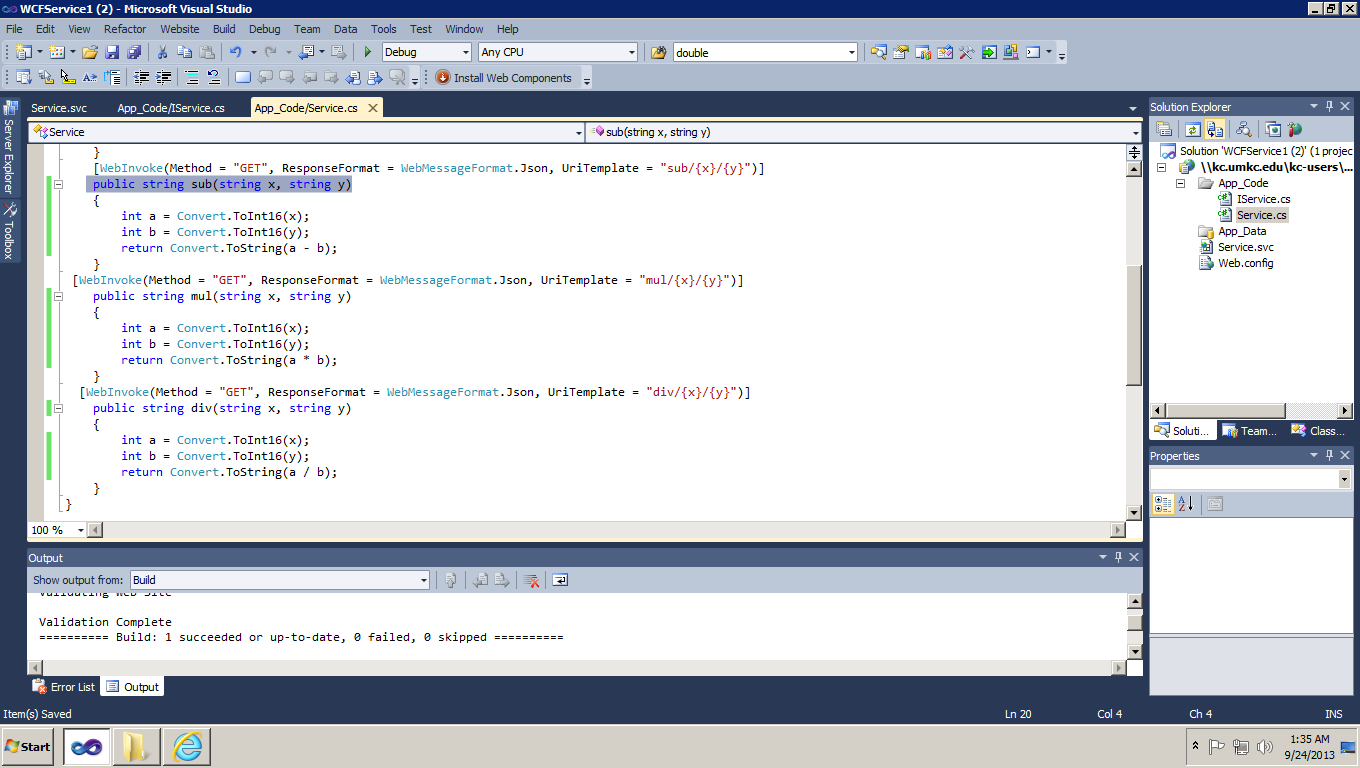 WCFService1 (2) - Microsoft Visual Studio
File Edit View Refactor Website Build Debug Team Data Tools Test Window Help
Debug Any CPU double
Install Web Components
Service.svc App_Code/IService.cs App_Code/Service.cs
Service sub(string x, string y)
}
[WebInvoke(Method = "GET", ResponseFormat = WebMessageFormat.Json, UriTemplate = "sub/{x}/{y}")]
public string sub(string x, string y)
{
int a = Convert.ToInt16(x);
int b = Convert.ToInt16(y);
return Convert.ToString(a - b);
}
[WebInvoke(Method = "GET", ResponseFormat = WebMessageFormat.Json, UriTemplate = "mul/{x}/{y}")]
public string mul(string x, string y)
{
int a = Convert.ToInt16(x);
int b = Convert.ToInt16(y);
return Convert.ToString(a * b);
}
[WebInvoke(Method = "GET", ResponseFormat = WebMessageFormat.Json, UriTemplate = "div/{x}/{y}")]
public string div(string x, string y)
{
int a = Convert.ToInt16(x);
int b = Convert.ToInt16(y);
return Convert.ToString(a / b);
}
}
100 %
Server Explorer
Toolbox
Solution Explorer
Solution 'WCFService1 (2)' (1 projec
\\kc.umkc.edu\kc-users\...
App_Code
IService.cs
Service.cs
App_Data
Service.svc
Web.config
Soluti... Team... Class...
Properties
Output
Show output from: Build
Validating Web Site
Validation Complete
========== Build: 1 succeeded or up-to-date, 0 failed, 0 skipped ==========
Error List Output
Item(s) Saved Ln 20 Col 4 Ch 4 INS
Start
1:35 AM
9/24/2013